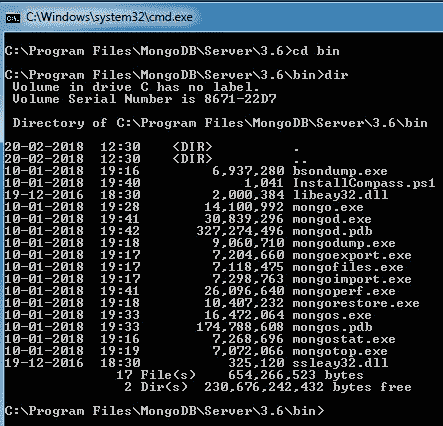 C:\Windows\system32\cmd.exe
C:\Program Files\MongoDB\Server\3.6>cd bin
C:\Program Files\MongoDB\Server\3.6\bin>dir
Volume in drive C has no label.
Volume Serial Number is 8671-22D7
Directory of C:\Program Files\MongoDB\Server\3.6\bin
20-02-2018 12:30 <DIR> .
20-02-2018 12:30 <DIR> ..
10-01-2018 19:16 6,937,280 bsondump.exe
10-01-2018 19:40 1,041 InstallCompass.ps1
19-12-2016 18:30 2,000,384 libeay32.dll
10-01-2018 19:28 14,100,992 mongo.exe
10-01-2018 19:41 30,839,296 mongod.exe
10-01-2018 19:42 327,274,496 mongod.pdb
10-01-2018 19:18 9,060,710 mongodump.exe
10-01-2018 19:17 7,204,660 mongoexport.exe
10-01-2018 19:17 7,118,475 mongofiles.exe
10-01-2018 19:17 7,298,763 mongoimport.exe
10-01-2018 19:41 26,096,640 mongoperf.exe
10-01-2018 19:18 10,407,232 mongorestore.exe
10-01-2018 19:33 16,472,064 mongos.exe
10-01-2018 19:33 174,788,608 mongos.pdb
10-01-2018 19:16 7,268,696 mongostat.exe
10-01-2018 19:19 7,072,066 mongotop.exe
19-12-2016 18:30 325,120 ssleay32.dll
17 File(s) 654,266,523 bytes
2 Dir(s) 230,676,242,432 bytes free
C:\Program Files\MongoDB\Server\3.6\bin>